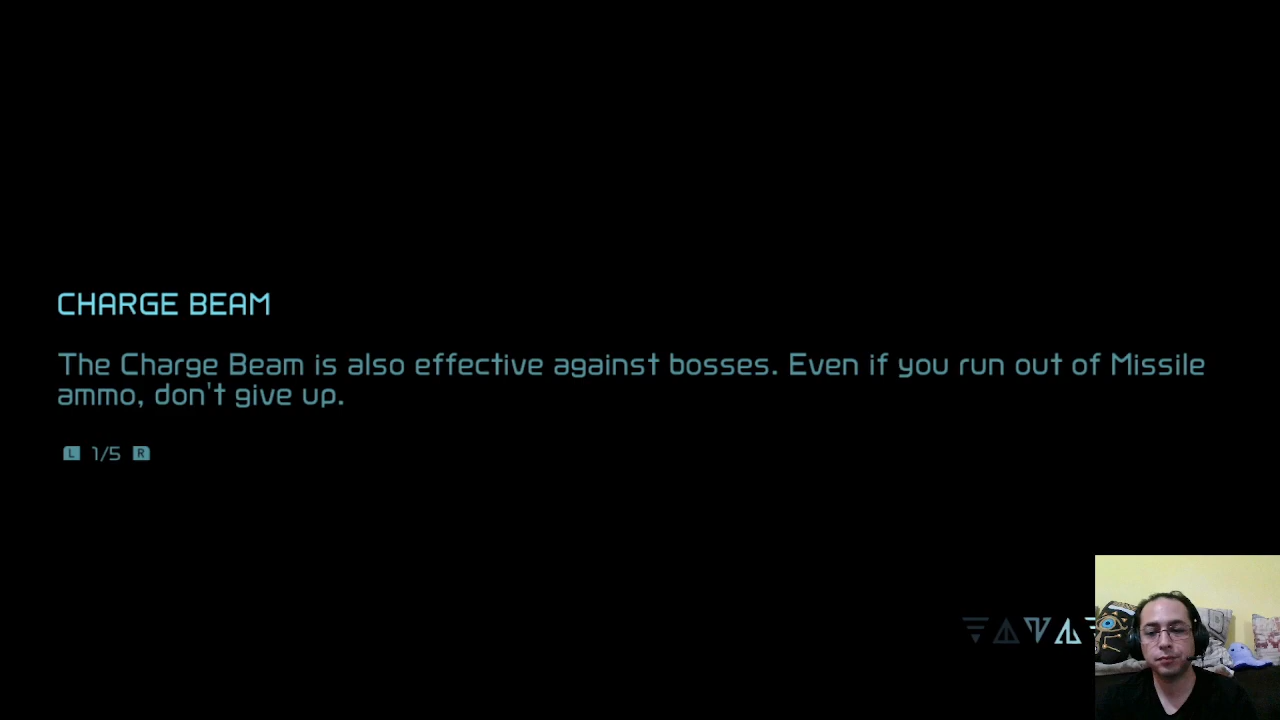 CHARGE BEAM
The Charge Beam is also effective against bosses. Even if you run out of Missile
ammo, don't give up.
L 1/5 R